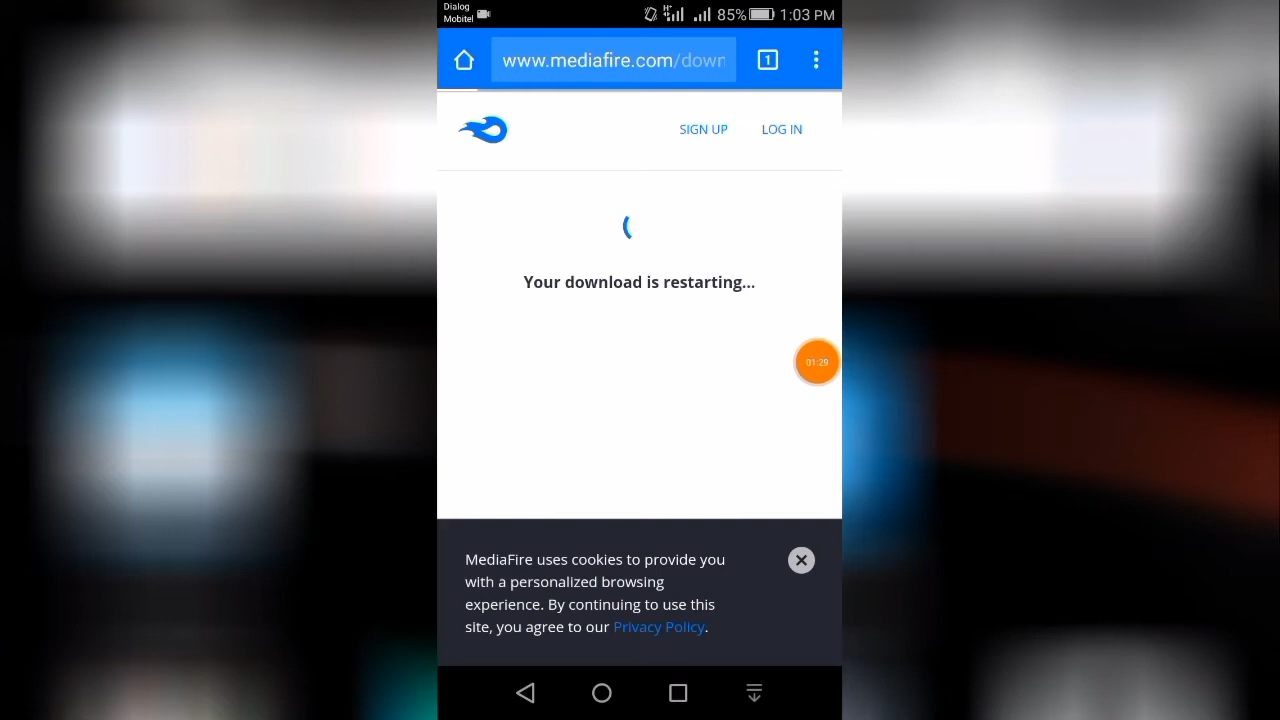 Dialog
Mobitel
H+
85%
1:03 PM
www.mediafire.com/down
1
SIGN UP
LOG IN
Your download is restarting...
01:29
MediaFire uses cookies to provide you
with a personalized browsing
experience. By continuing to use this
site, you agree to our Privacy Policy.